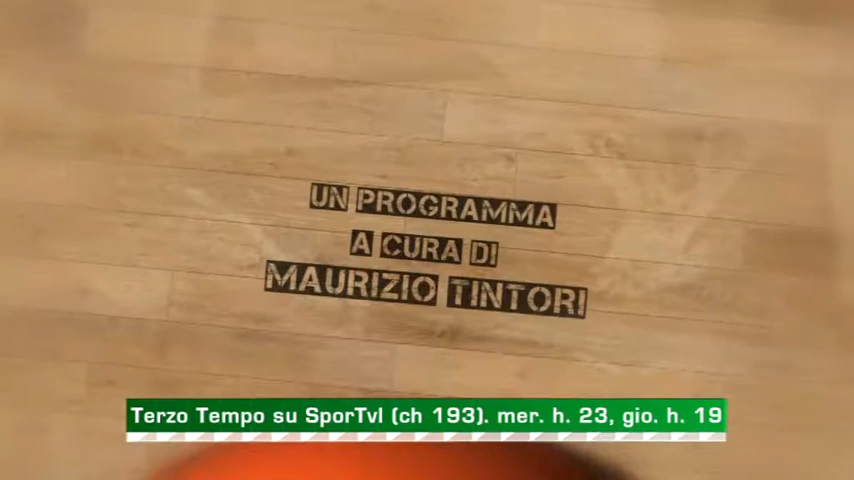 UN PROGRAMMA
A CURA DI
MAURIZIO TINTORI
Terzo Tempo su SporTvl (ch 193). mer. h. 23, gio. h. 19